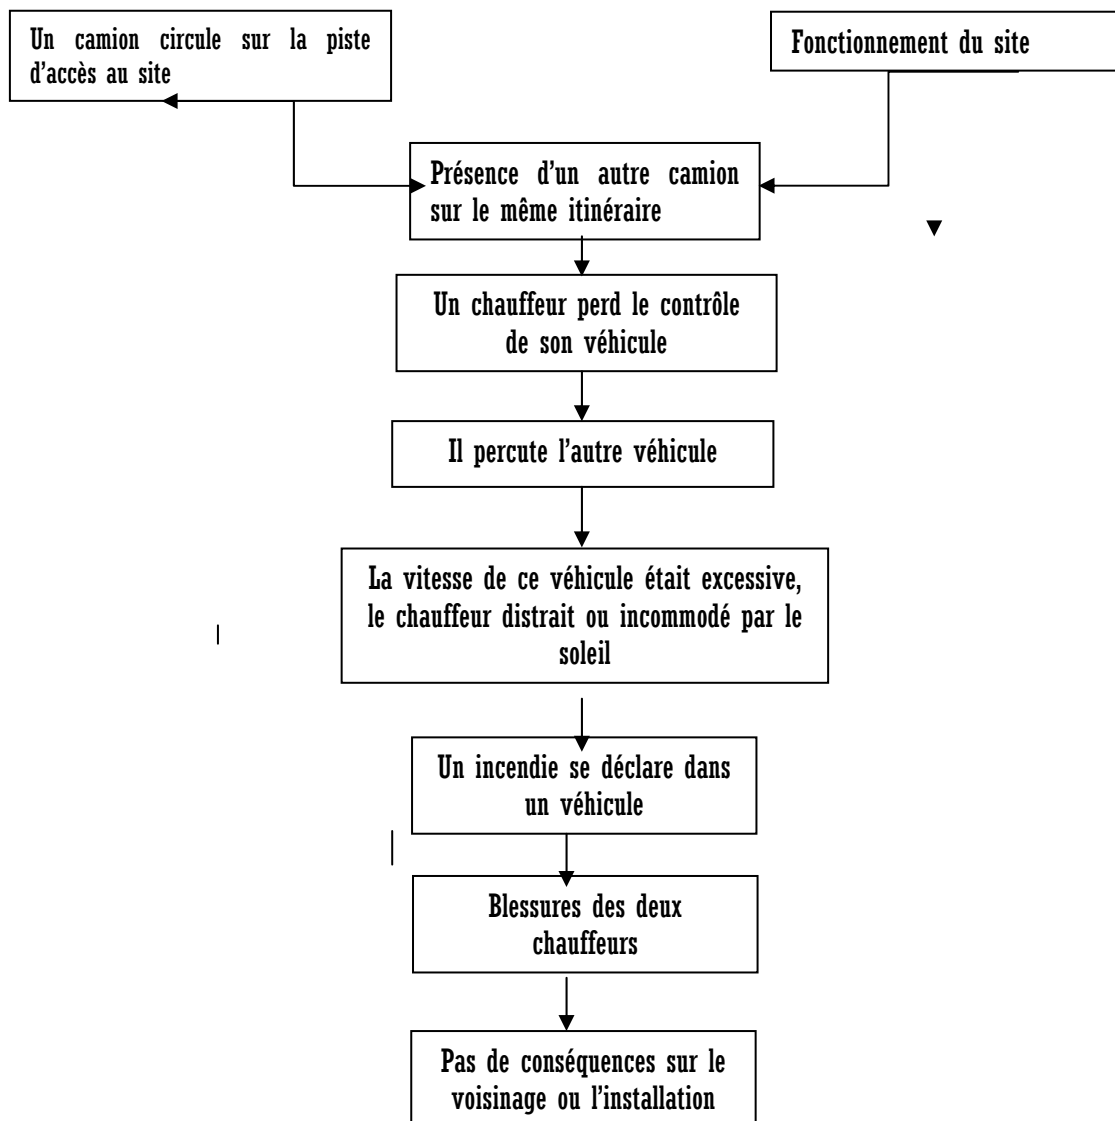 Un camion circule sur la piste
d’accès au site
Fonctionnement du site
Présence d’un autre camion
sur le même itinéraire
Un chauffeur perd le contrôle
de son véhicule
Il percute l’autre véhicule
La vitesse de ce véhicule était excessive,
le chauffeur distrait ou incommodé par le
soleil
Un incendie se déclare dans
un véhicule
Blessures des deux
chauffeurs
Pas de conséquences sur le
voisinage ou l’installation